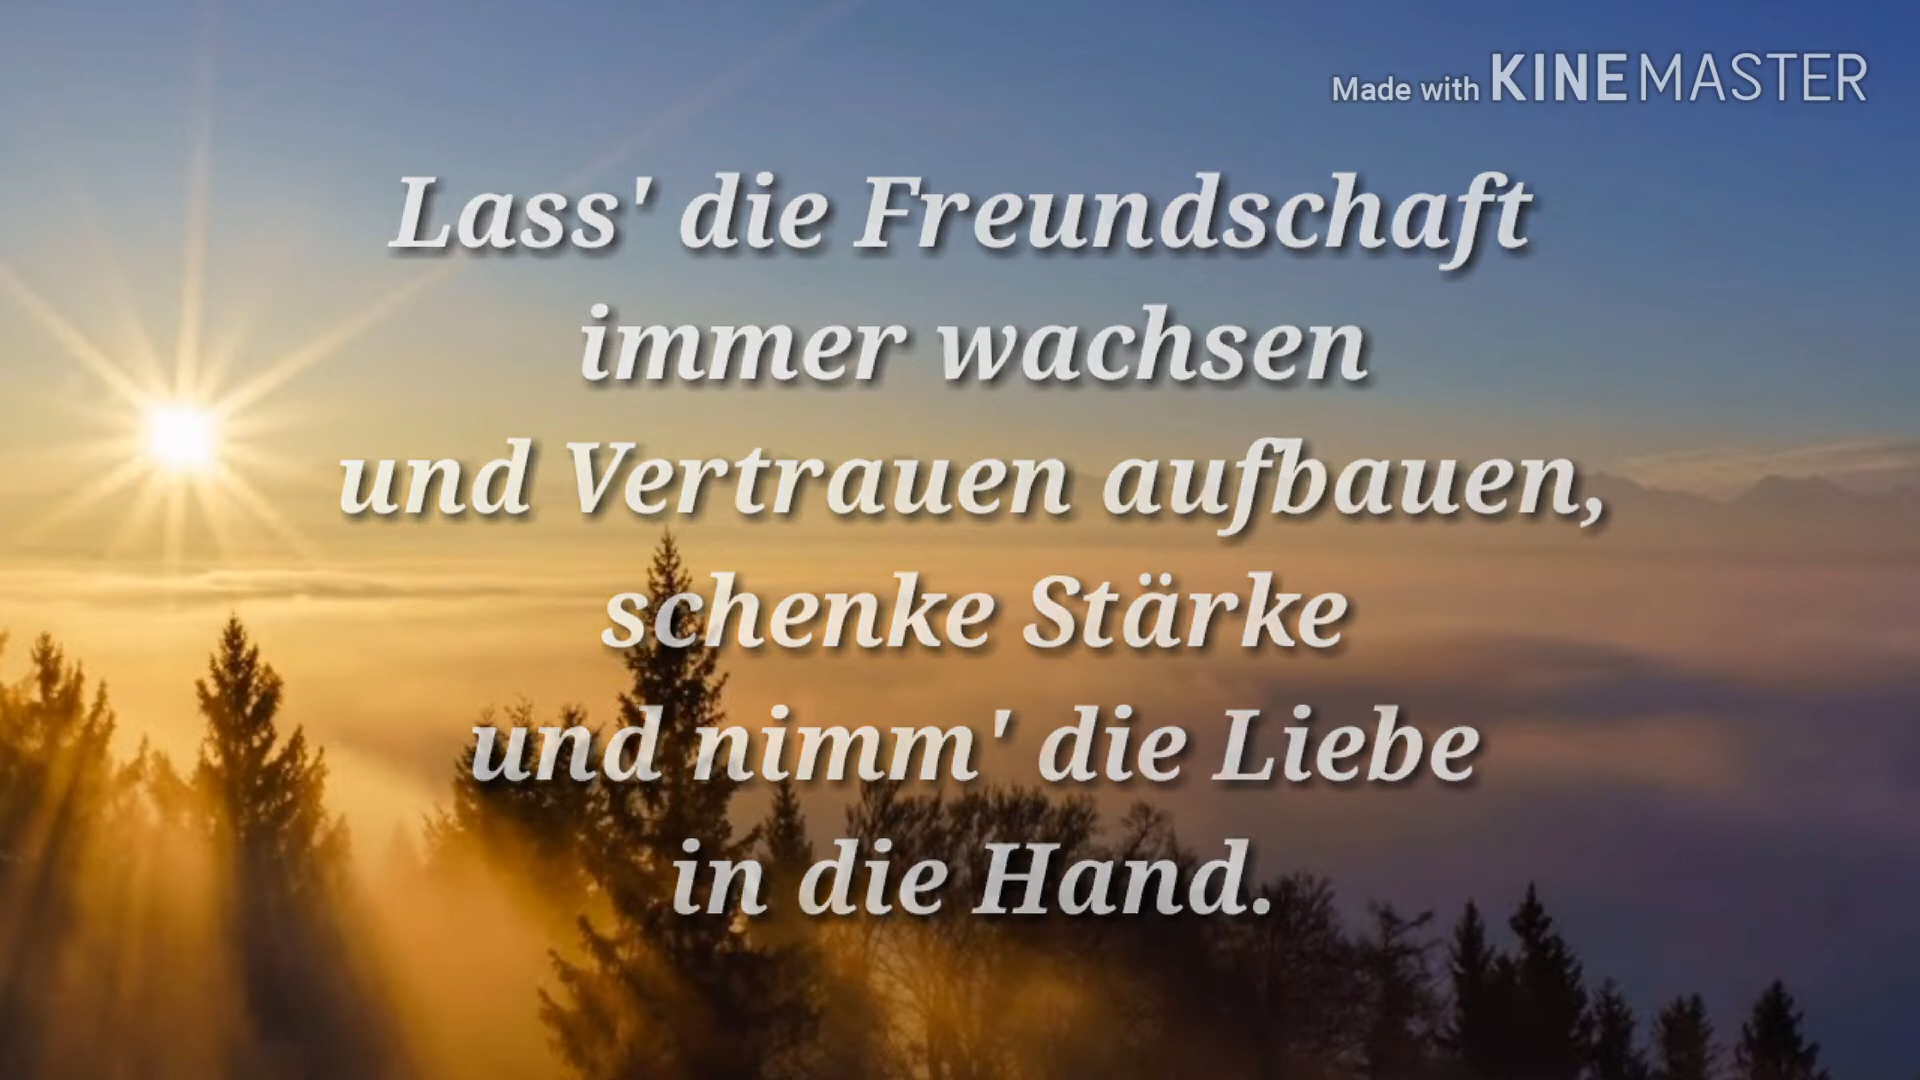 Made with KINEMASTER
Lass' die Freundschaft
immer wachsen
und Vertrauen aufbauen,
schenke Stärke
und nimm' die Liebe
in die Hand.